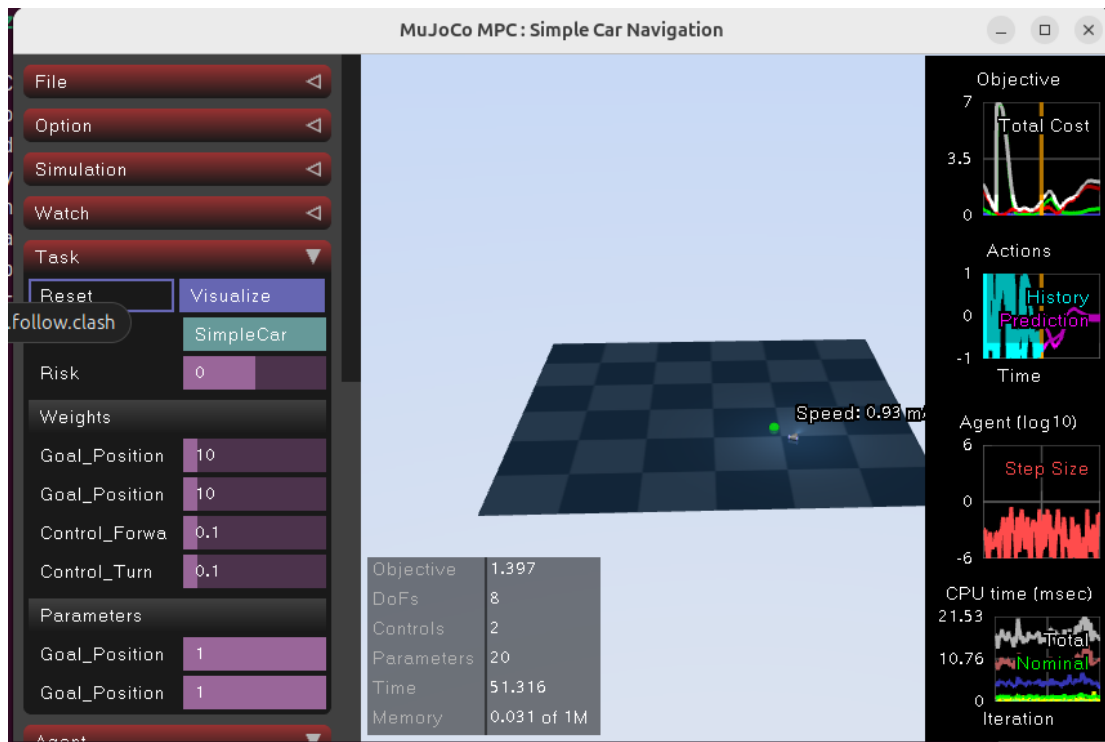 MuJoCo MPC : Simple Car Navigation
File
Option
Simulation
Watch
Task
Reset Visualize
.follow.clash
SimpleCar
Risk 0
Weights
Goal_Position 10
Goal_Position 10
Control_Forwa 0.1
Control_Turn 0.1
Parameters
Goal_Position 1
Goal_Position 1
Agent
Speed: 0.93 m/
Objective 1.397
DoFs 8
Controls 2
Parameters 20
Time 51.316
Memory 0.031 of 1M
Objective
7
Total Cost
3.5
0
Actions
1
History
0
Prediction
-1
Time
Agent (log10)
6
Step Size
0
-6
CPU time (msec)
21.53
Total
10.76
Nominal
0
Iteration